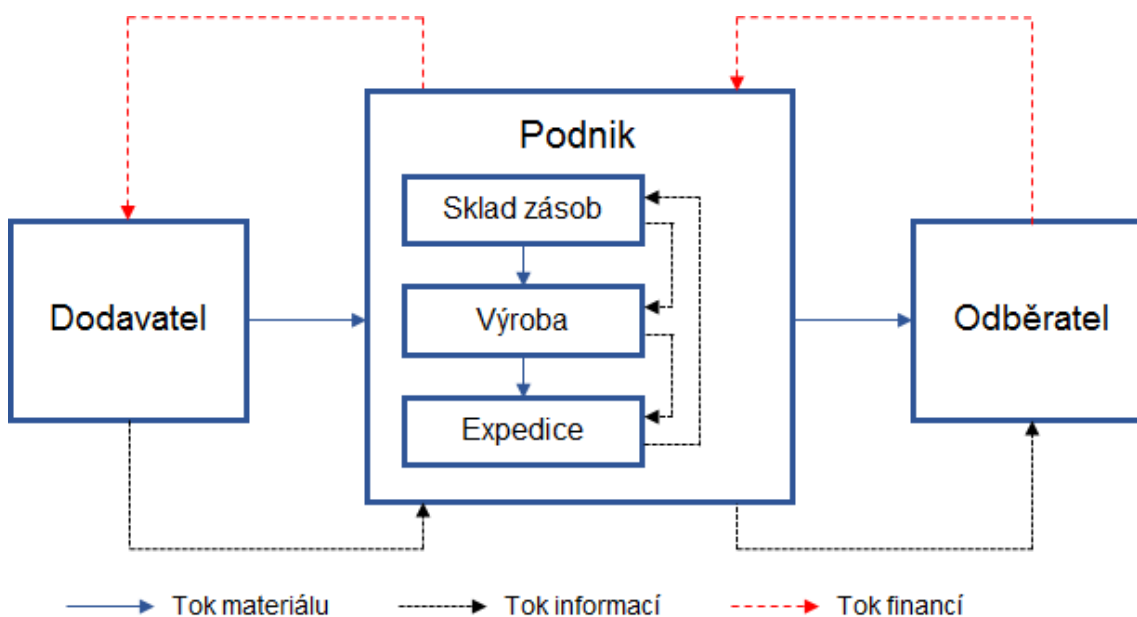 Podnik
Sklad zásob
Dodavatel
Výroba
Odběratel
Expedice
Tok materiálu
Tok informací
Tok financí